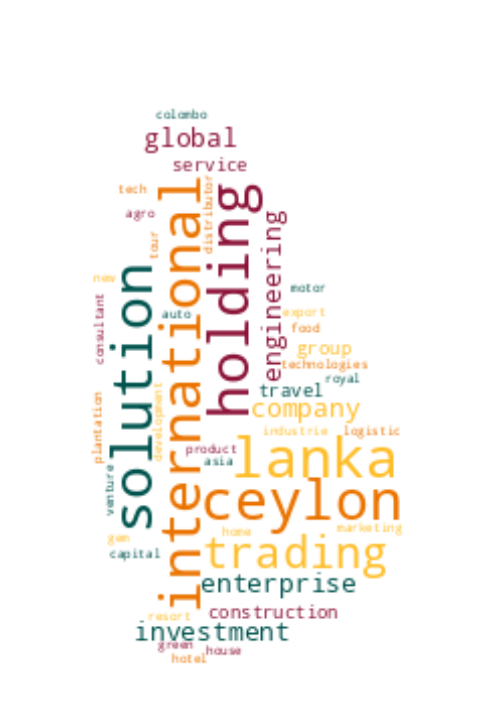 colombo
global
service
tech
distributor
holding
international
agro
engineering
tour
solution
new
motor
consultant
auto
export
food
group
technologies
royal
travel
development
plantation
company
industrie
logistic
product
lanka
asia
venture
ceylon
marketing
home
gem
trading
capital
enterprise
construction
resort
investment
green
house
hotel